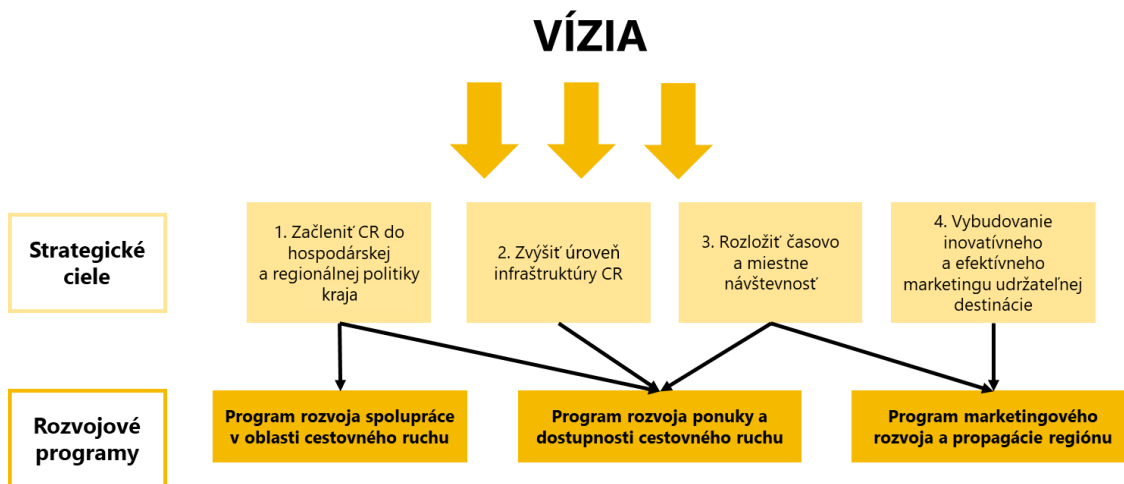 VÍZIA
Strategické
ciele
1. Začleniť CR do
hospodárskej
a regionálnej politiky
kraja
2. Zvýšiť úroveň
infraštruktúry CR
3. Rozložiť časovo
a miestne
návštevnosť
4. Vybudovanie
inovatívneho
a efektívneho
marketingu udržateľnej
destinácie
Rozvojové
programy
Program rozvoja spolupráce
v oblasti cestovného ruchu
Program rozvoja ponuky a
dostupnosti cestovného ruchu
Program marketingového
rozvoja a propagácie regiónu